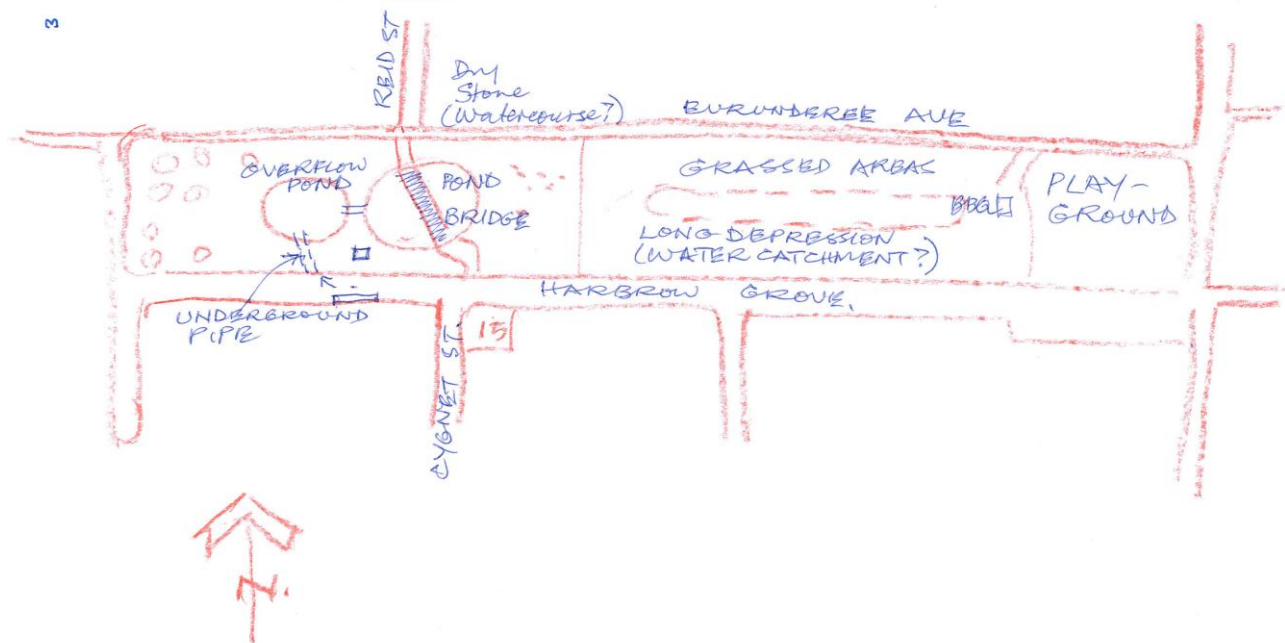 3
REID ST
Dry
Stone
(Watercourse?)
BURUNDEREE AVE
OVERFLOW
POND
POND
BRIDGE
GRASSED AREAS
BBQ
PLAY-
GROUND
LONG DEPRESSION
(WATER CATCHMENT?)
HARBROW GROVE.
UNDERGROUND
PIPE
CYGNET ST.
15
N.